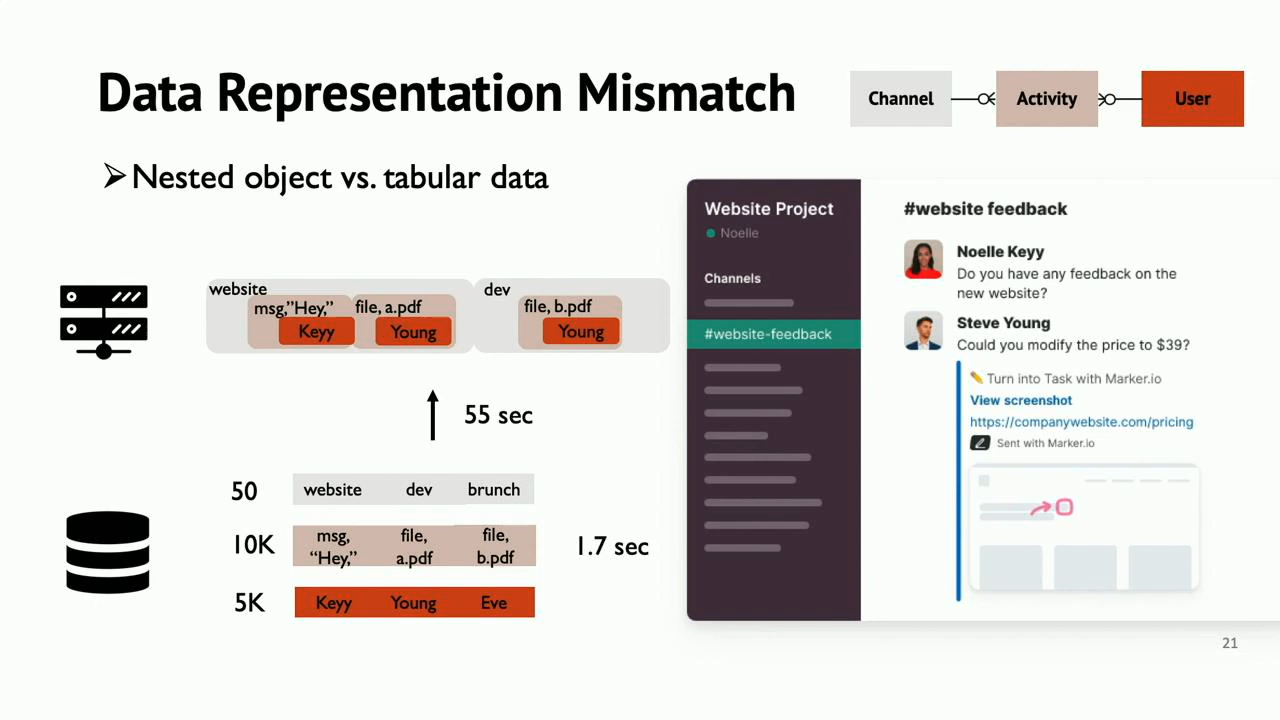 Data Representation Mismatch
Channel
Activity
User
➢Nested object vs. tabular data
website
msg,”Hey,”
Keyy
file, a.pdf
Young
dev
file, b.pdf
Young
55 sec
50
website
dev
brunch
10K
msg,
“Hey,”
file,
a.pdf
file,
b.pdf
1.7 sec
5K
Keyy
Young
Eve
Website Project
Noelle
Channels
#website-feedback
#website feedback
Noelle Keyy
Do you have any feedback on the
new website?
Steve Young
Could you modify the price to $39?
Turn into Task with Marker.io
View screenshot
https://companywebsite.com/pricing
Sent with Marker.io
21